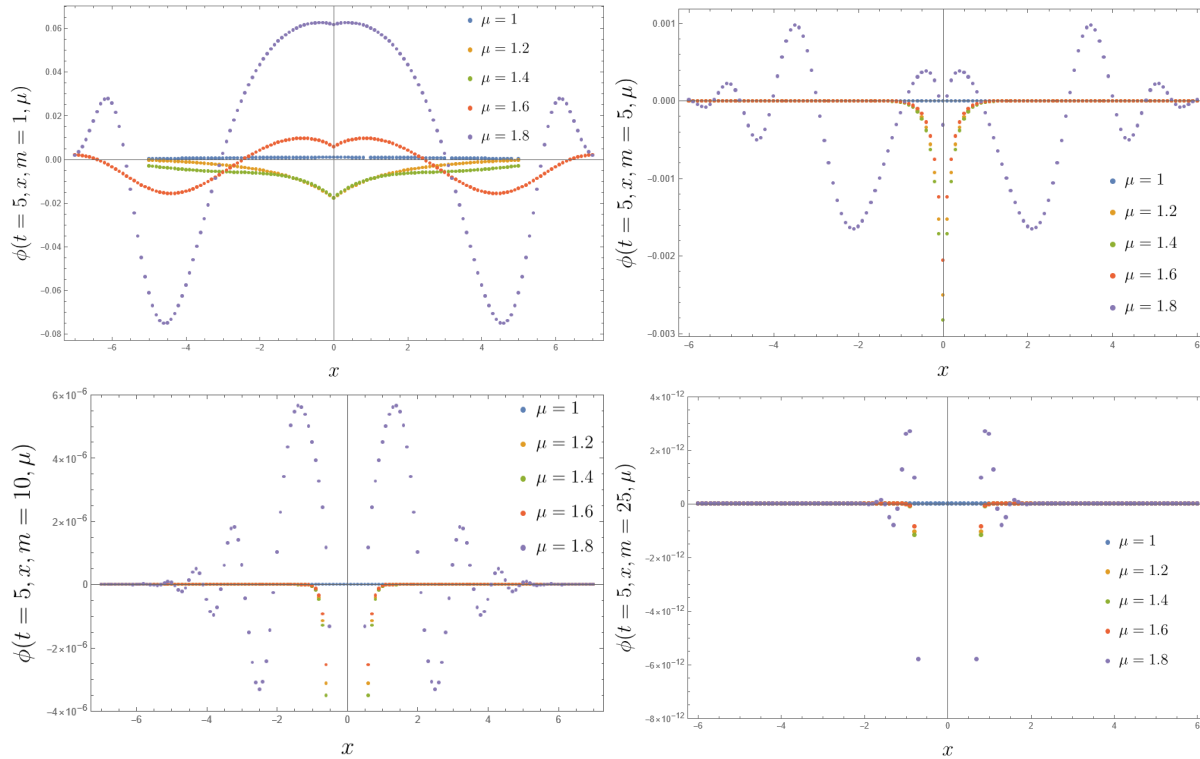 ϕ(t = 5, x, m = 1, μ)
0.06
0.04
0.02
0.00
-0.02
-0.04
-0.06
-0.08
-6
-4
-2
0
2
4
6
x
μ = 1
μ = 1.2
μ = 1.4
μ = 1.6
μ = 1.8
ϕ(t = 5, x, m = 5, μ)
0.001
0.000
-0.001
-0.002
-0.003
-6
-4
-2
0
2
4
6
x
μ = 1
μ = 1.2
μ = 1.4
μ = 1.6
μ = 1.8
ϕ(t = 5, x, m = 10, μ)
6.×10⁻⁶
4.×10⁻⁶
2.×10⁻⁶
0
-2.×10⁻⁶
-4.×10⁻⁶
-6
-4
-2
0
2
4
6
x
μ = 1
μ = 1.2
μ = 1.4
μ = 1.6
μ = 1.8
ϕ(t = 5, x, m = 25, μ)
4.×10⁻¹²
2.×10⁻¹²
0
-2.×10⁻¹²
-4.×10⁻¹²
-6.×10⁻¹²
-8.×10⁻¹²
-6
-4
-2
0
2
4
6
x
μ = 1
μ = 1.2
μ = 1.4
μ = 1.6
μ = 1.8